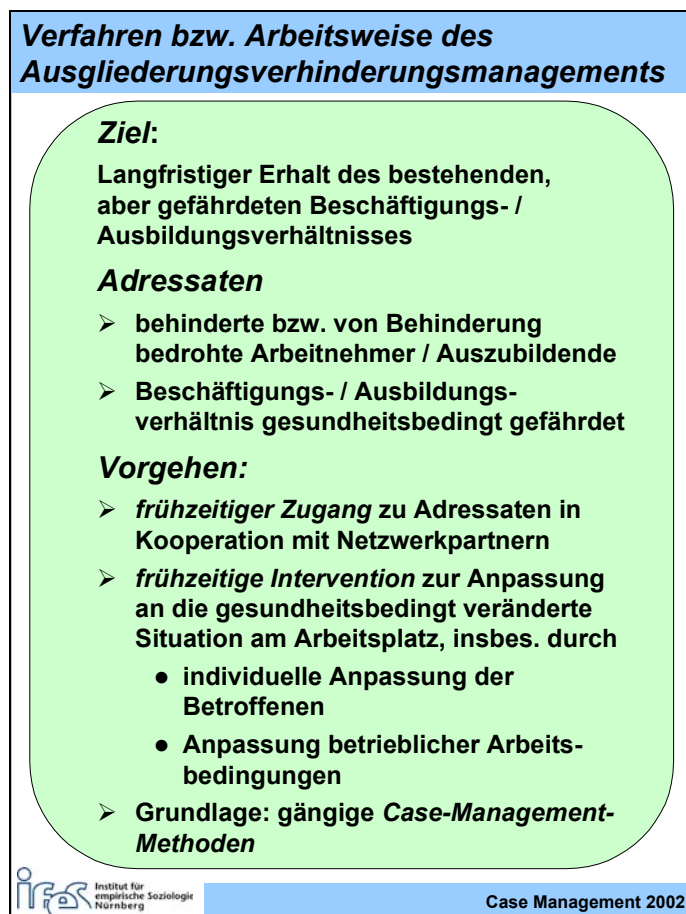 Verfahren bzw. Arbeitsweise des
Ausgliederungsverhinderungsmanagements
Ziel:
Langfristiger Erhalt des bestehenden,
aber gefährdeten Beschäftigungs- /
Ausbildungsverhältnisses
Adressaten
➢ behinderte bzw. von Behinderung
bedrohte Arbeitnehmer / Auszubildende
➢ Beschäftigungs- / Ausbildungs-
verhältnis gesundheitsbedingt gefährdet
Vorgehen:
➢ frühzeitiger Zugang zu Adressaten in
Kooperation mit Netzwerkpartnern
➢ frühzeitige Intervention zur Anpassung
an die gesundheitsbedingt veränderte
Situation am Arbeitsplatz, insbes. durch
● individuelle Anpassung der
Betroffenen
● Anpassung betrieblicher Arbeits-
bedingungen
➢ Grundlage: gängige Case-Management-
Methoden
ifeS
Institut für
empirische Soziologie
Nürnberg
Case Management 2002